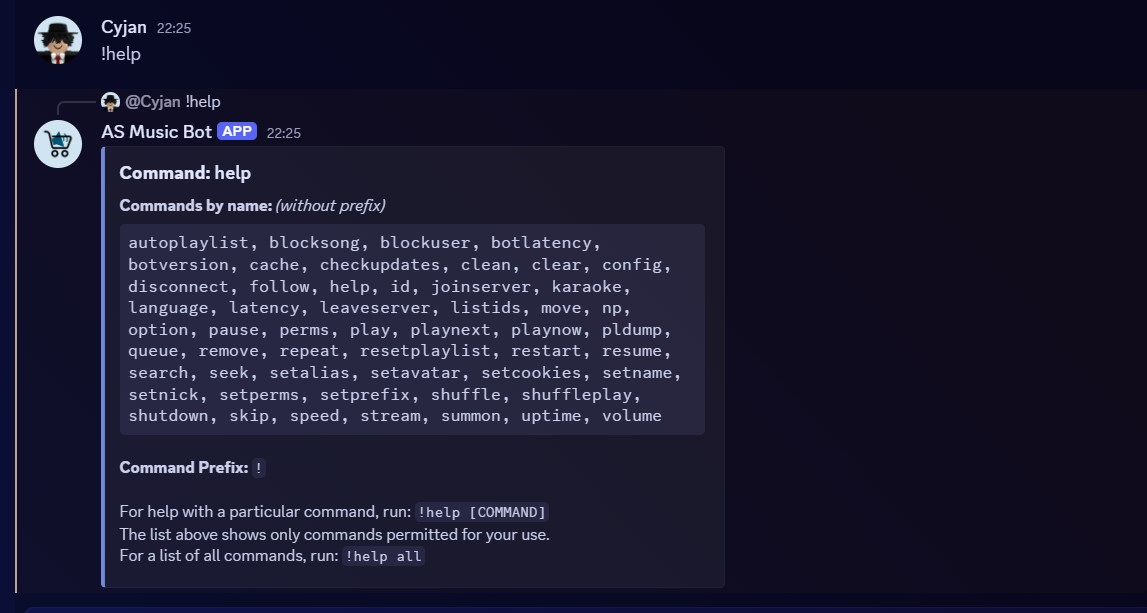 Cyjan 22:25
!help
@Cyjan !help
AS Music Bot APP 22:25
Command: help
Commands by name: (without prefix)
autoplaylist, blocksong, blockuser, botlatency,
botversion, cache, checkupdates, clean, clear, config,
disconnect, follow, help, id, joinserver, karaoke,
language, latency, leaveserver, listids, move, np,
option, pause, perms, play, playnext, playnow, pldump,
queue, remove, repeat, resetplaylist, restart, resume,
search, seek, setalias, setavatar, setcookies, setname,
setnick, setperms, setprefix, shuffle, shuffleplay,
shutdown, skip, speed, stream, summon, uptime, volume
Command Prefix: !
For help with a particular command, run: !help [COMMAND]
The list above shows only commands permitted for your use.
For a list of all commands, run: !help all